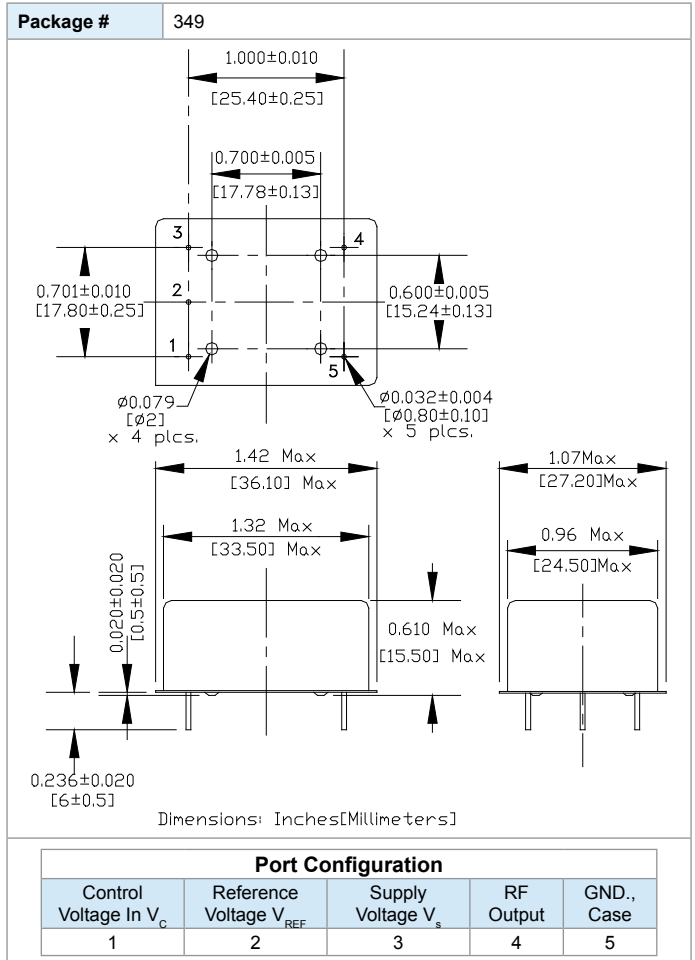 Package # 349
1.000±0.010
[25.40±0.25]
0.700±0.005
[17.78±0.13]
3
4
0.701±0.010
[17.80±0.25]
2
0.600±0.005
[15.24±0.13]
1
5
ø0.079
[ø2]
x 4 plcs.
ø0.032±0.004
[ø0.80±0.10]
x 5 plcs.
1.42 Max
[36.10] Max
1.07Max
[27.20]Max
1.32 Max
[33.50] Max
0.96 Max
[24.50]Max
0.020±0.020
[0.5±0.5]
0.610 Max
[15.50] Max
0.236±0.020
[6±0.5]
Dimensions: Inches[Millimeters]
Port Configuration
Control Voltage In VC
Reference Voltage VREF
Supply Voltage Vs
RF Output
GND., Case
1 2 3 4 5